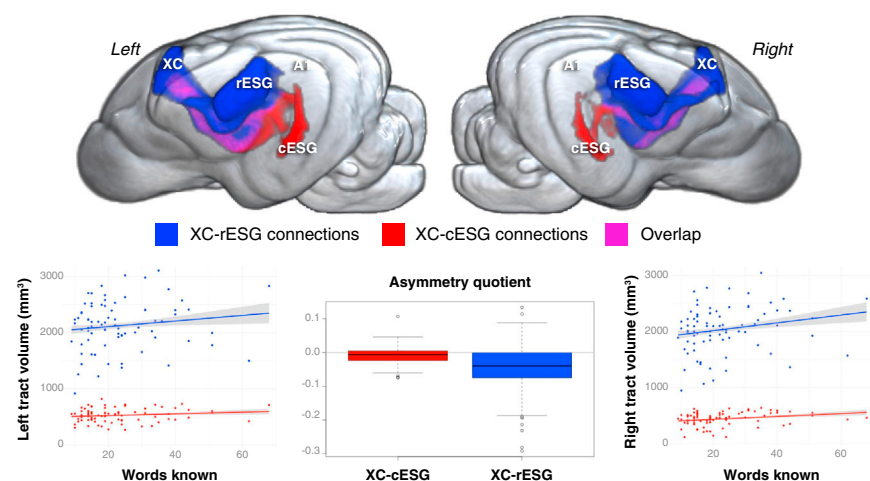 Left
Right
XC
A1
rESG
cESG
A1
rESG
XC
cESG
XC-rESG connections
XC-cESG connections
Overlap
Left tract volume (mm³)
3000
2000
1000
0
20
40
60
Words known
Asymmetry quotient
0.1
0.0
-0.1
-0.2
-0.3
XC-cESG
XC-rESG
Right tract volume (mm³)
3000
2000
1000
0
20
40
60
Words known